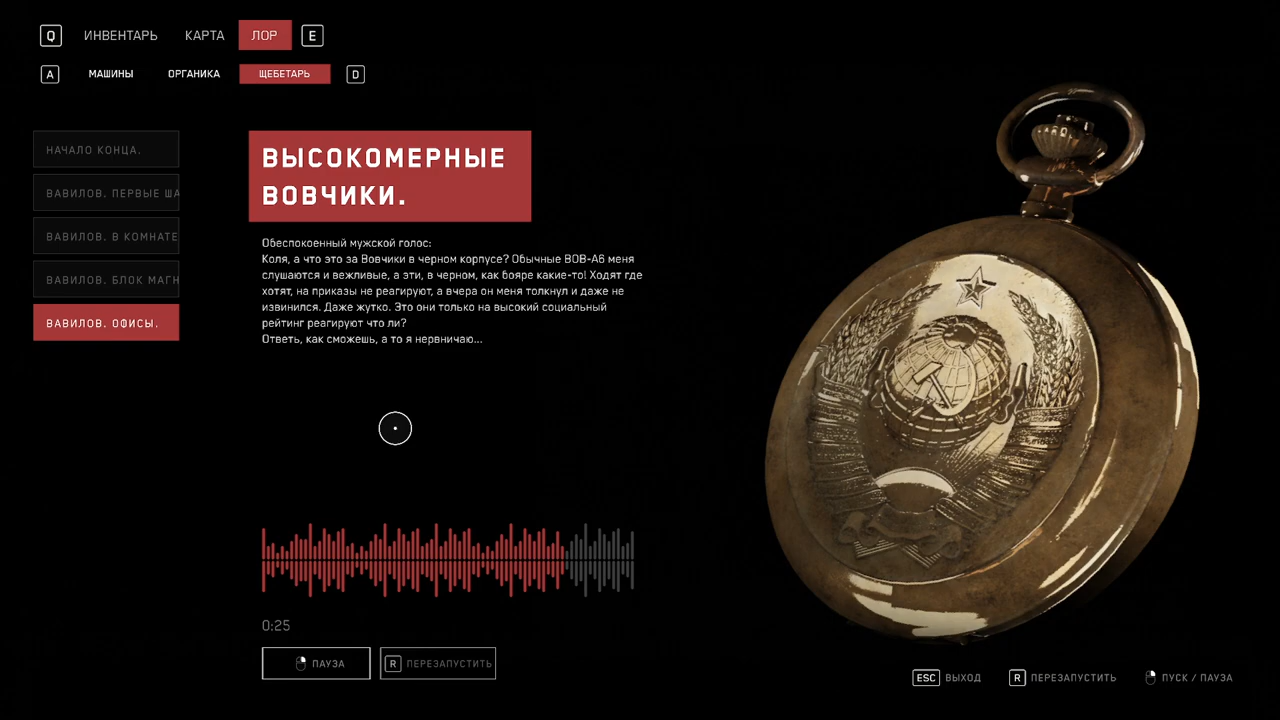 Q ИНВЕНТАРЬ КАРТА ЛОР E
A МАШИНЫ ОРГАНИКА ЩЕБЕТАРЬ D
НАЧАЛО КОНЦА.
ВАВИЛОВ. ПЕРВЫЕ ША
ВАВИЛОВ. В КОМНАТЕ
ВАВИЛОВ. БЛОК МАГН
ВАВИЛОВ. ОФИСЫ.
ВЫСОКОМЕРНЫЕ
ВОВЧИКИ.
Обеспокоенный мужской голос:
Коля, а что это за Вовчики в черном корпусе? Обычные ВОВ-А6 меня
слушаются и вежливые, а эти, в черном, как бояре какие-то! Ходят где
хотят, на приказы не реагируют, а вчера он меня толкнул и даже не
извинился. Даже жутко. Это они только на высокий социальный
рейтинг реагируют что ли?
Ответь, как сможешь, а то я нервничаю...
0:25
ПАУЗА R ПЕРЕЗАПУСТИТЬ
ESC ВЫХОД R ПЕРЕЗАПУСТИТЬ ПУСК / ПАУЗА